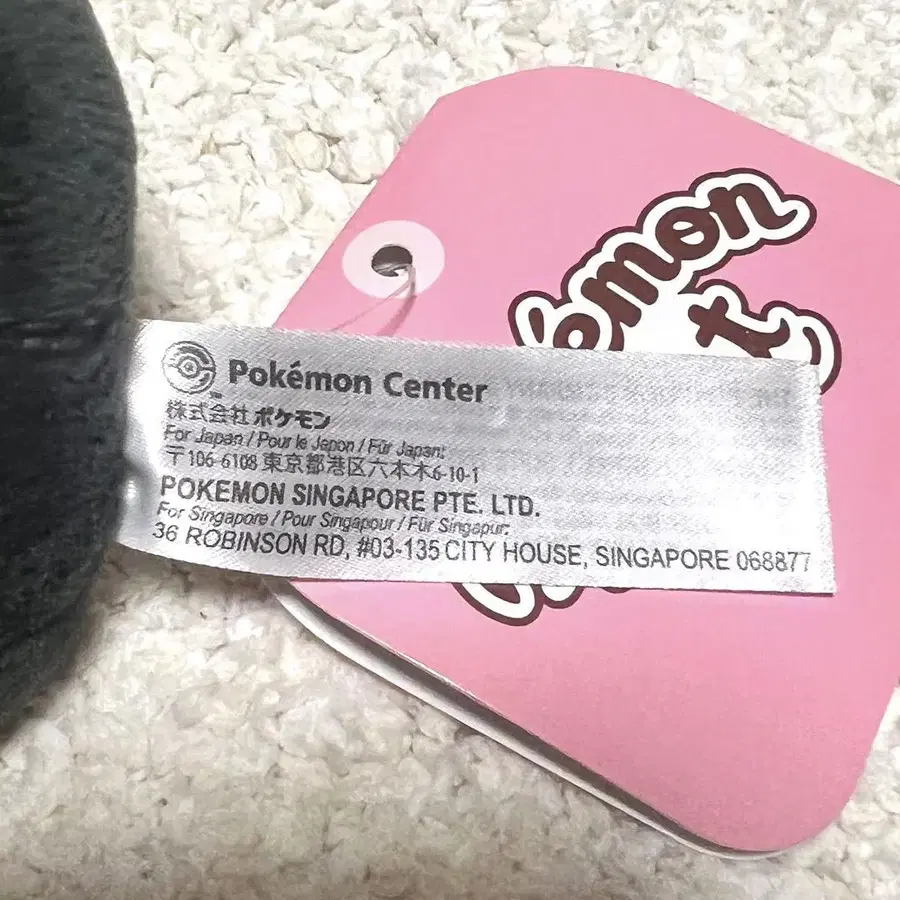 Pokémon Center
株式会社ポケモン
For Japan / Pour le Japon / Für Japan:
〒106-6108 東京都港区六本木6-10-1
POKEMON SINGAPORE PTE. LTD.
For Singapore / Pour Singapour / Für Singapur:
36 ROBINSON RD, #03-135 CITY HOUSE, SINGAPORE 068877